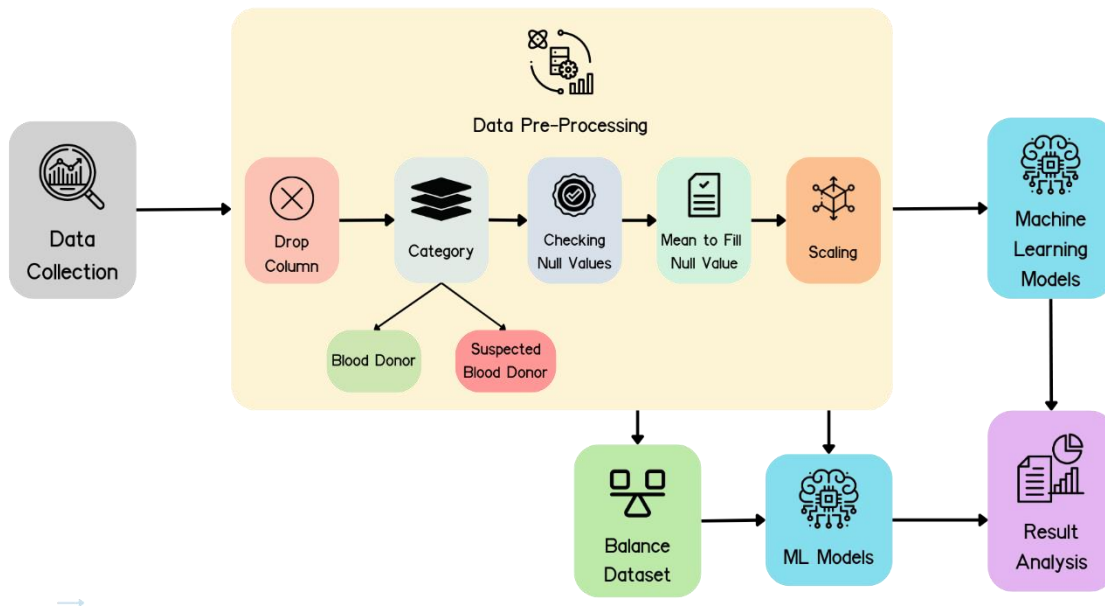 Data Pre-Processing
Data
Collection
Drop
Column
Category
Checking
Null Values
Mean to Fill
Null Value
Scaling
Machine
Learning
Models
Blood Donor
Suspected
Blood Donor
Balance
Dataset
ML Models
Result
Analysis